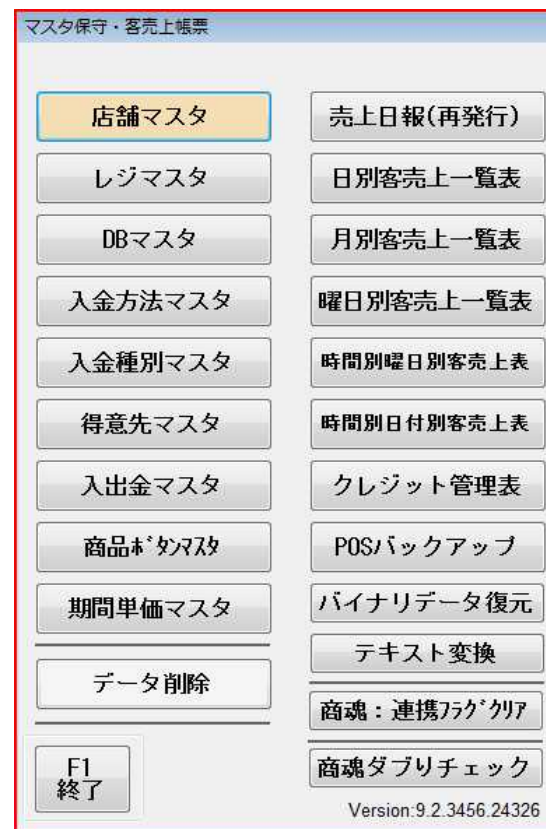 マスタ保守・客売上帳票
店舗マスタ
レジマスタ
DBマスタ
入金方法マスタ
入金種別マスタ
得意先マスタ
入出金マスタ
商品ﾎﾞﾀﾝﾏｽﾀ
期間単価マスタ
データ削除
F1
終了
売上日報(再発行)
日別客売上一覧表
月別客売上一覧表
曜日別客売上一覧表
時間別曜日別客売上表
時間別日付別客売上表
クレジット管理表
POSバックアップ
バイナリデータ復元
テキスト変換
商魂：連携ﾌﾗｸﾞｸﾘｱ
商魂ダブリチェック
Version:9.2.3456.24326